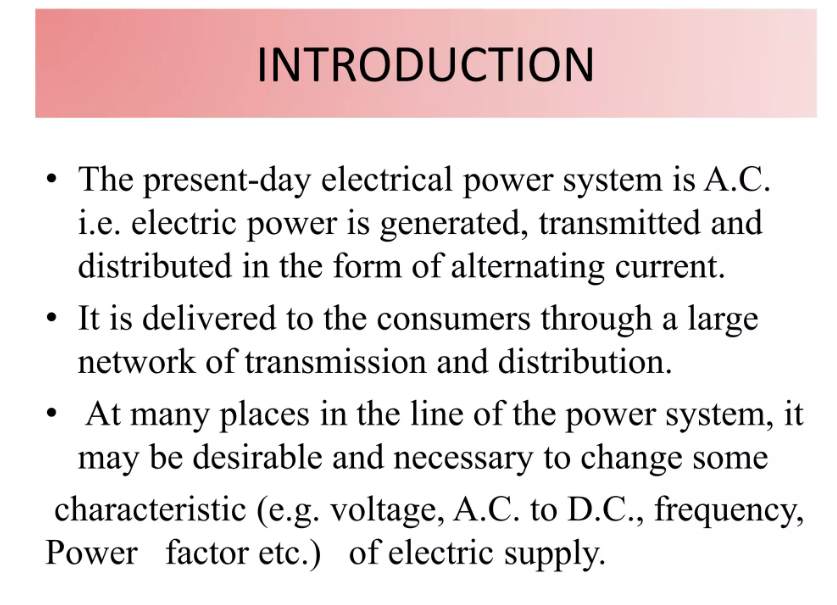 INTRODUCTION
• The present-day electrical power system is A.C.
i.e. electric power is generated, transmitted and
distributed in the form of alternating current.
• It is delivered to the consumers through a large
network of transmission and distribution.
• At many places in the line of the power system, it
may be desirable and necessary to change some
characteristic (e.g. voltage, A.C. to D.C., frequency,
Power factor etc.) of electric supply.